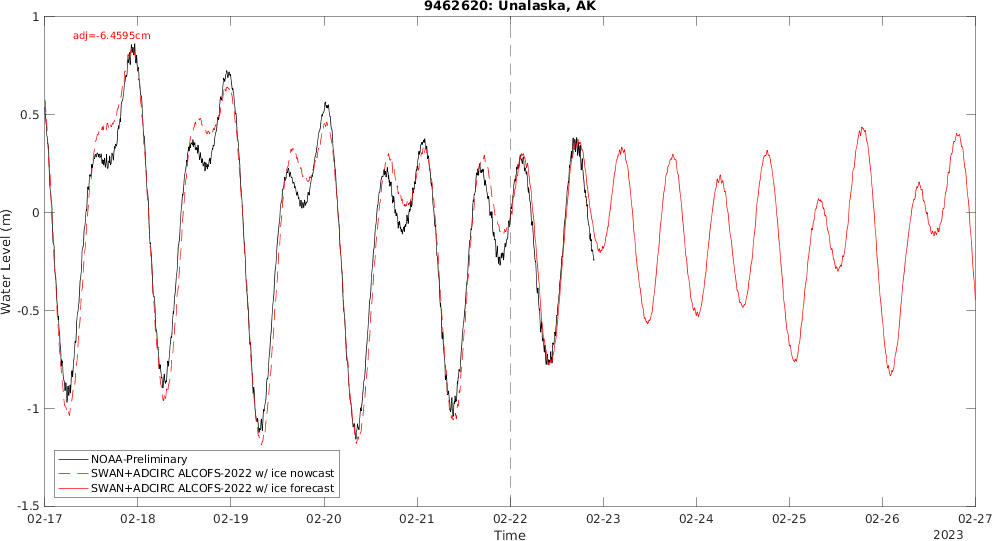 9462620: Unalaska, AK
adj=-6.4595cm
1
0.5
0
-0.5
-1
-1.5
Water Level (m)
NOAA-Preliminary
SWAN+ADCIRC ALCOFS-2022 w/ ice nowcast
SWAN+ADCIRC ALCOFS-2022 w/ ice forecast
02-17 02-18 02-19 02-20 02-21 02-22 02-23 02-24 02-25 02-26 02-27
Time
2023